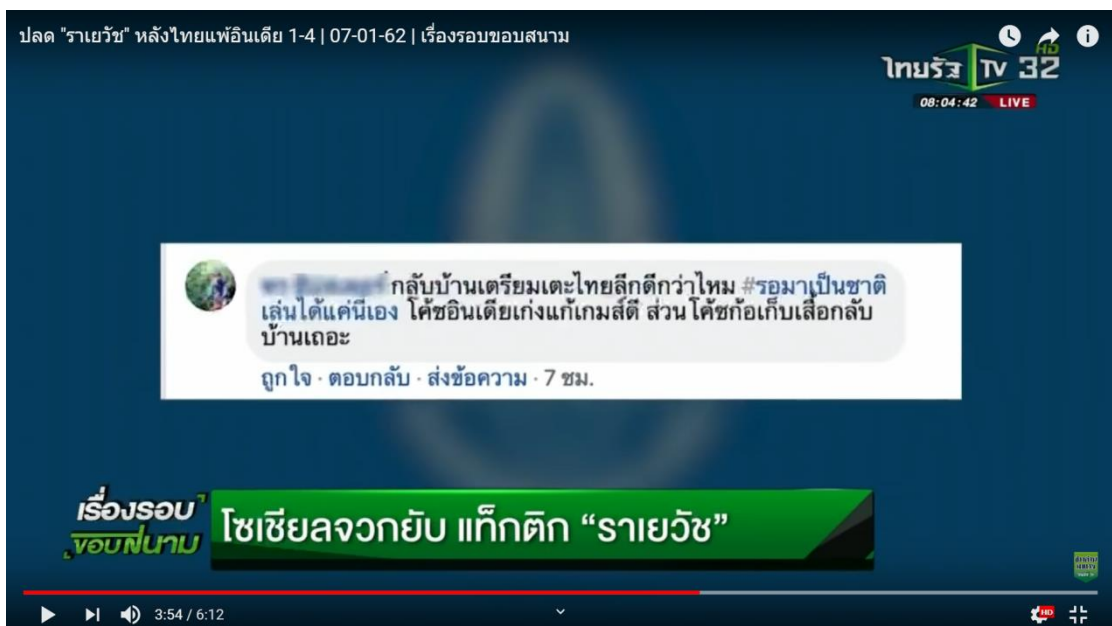 ปลด "ราเยวัช" หลังไทยแพ้อินเดีย 1-4 | 07-01-62 | เรื่องรอบขอบสนาม
ไทยรัฐ TV 32 HD
08:04:42 LIVE
กลับบ้านเตรียมเตะไทยลีกดีกว่าไหม #รอมาเป็นชาติ
เล่นได้แค่นี้เอง โค้ชอินเดียเก่งแก้เกมส์ดี ส่วนโค้ชก้อเก็บเสื้อกลับ
บ้านเถอะ
ถูกใจ · ตอบกลับ · ส่งข้อความ · 7 ชม.
เรื่องรอบ
ขอบสนาม
โซเชียลจวกยับ แท็กติก “ราเยวัช”
3:54 / 6:12
HD